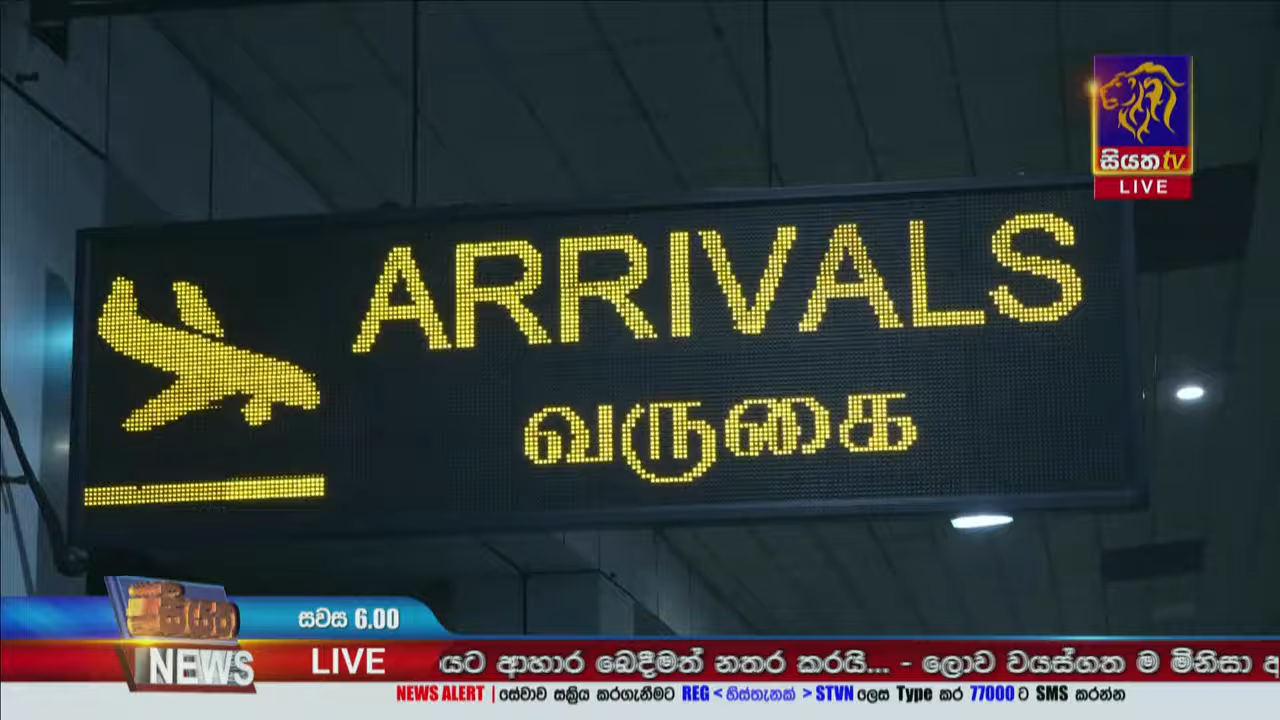 සියත tv
LIVE
ARRIVALS
வருகை
සවස 6.00
සියත
NEWS
LIVE
යට ආහාර බෙදීමත් නතර කරයි... - ලොව වයස්ගත ම මිනිසා අ
NEWS ALERT | සේවාව සක්‍රිය කරගැනීමට REG < හිස්තැනක් > STVN ලෙස Type කර 77000 ට SMS කරන්න